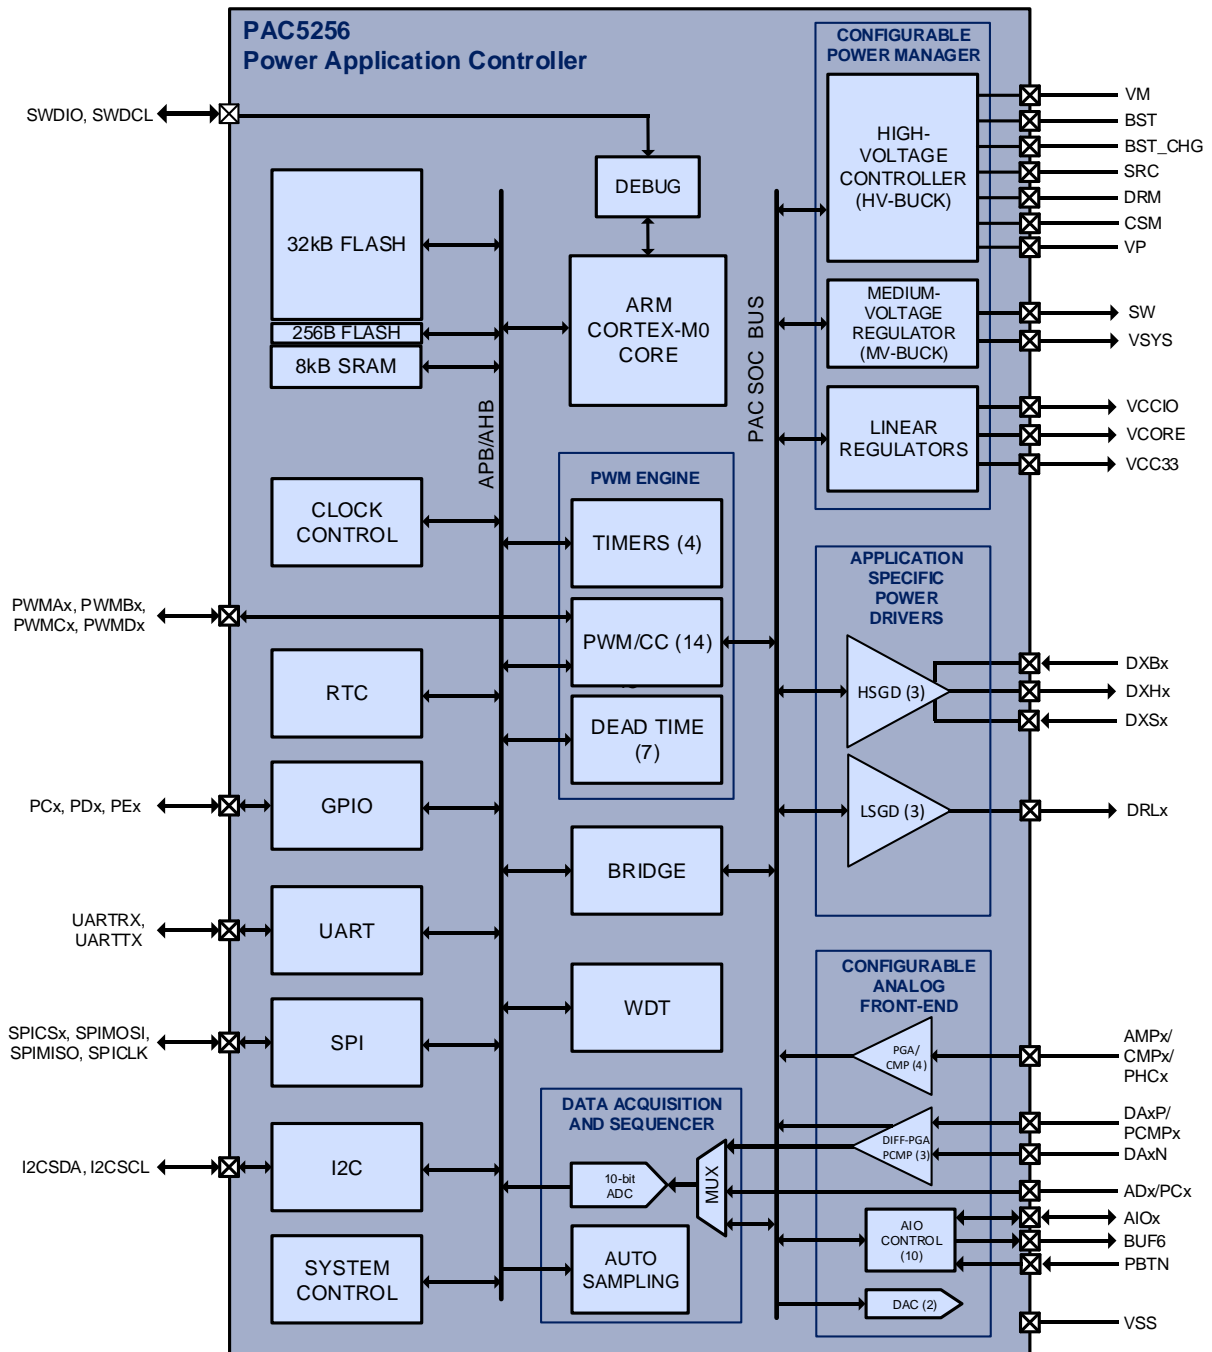 PAC5256
Power Application Controller
SWDIO, SWDCL
32kB FLASH
256B FLASH
8kB SRAM
CLOCK
CONTROL
PWMAx, PWMBx,
PWMCx, PWMDx
RTC
PCx, PDx, PEx
GPIO
UARTRX,
UARTTX
UART
SPICSx, SPIMOSI,
SPIMISO, SPICLK
SPI
I2CSDA, I2CSCL
I2C
SYSTEM
CONTROL
APB/AHB
DEBUG
ARM
CORTEX-M0
CORE
PWM ENGINE
TIMERS (4)
PWM/CC (14)
DEAD TIME
(7)
BRIDGE
WDT
DATA ACQUISITION
AND SEQUENCER
10-bit
ADC
MUX
AUTO
SAMPLING
PAC SOC BUS
CONFIGURABLE
POWER MANAGER
HIGH-
VOLTAGE
CONTROLLER
(HV-BUCK)
VM
BST
BST_CHG
SRC
DRM
CSM
VP
MEDIUM-
VOLTAGE
REGULATOR
(MV-BUCK)
SW
VSYS
LINEAR
REGULATORS
VCCIO
VCORE
VCC33
APPLICATION
SPECIFIC
POWER
DRIVERS
HSGD (3)
DXBx
DXHx
DXSx
LSGD (3)
DRLx
CONFIGURABLE
ANALOG
FRONT-END
PGA/
CMP (4)
AMPx/
CMPx/
PHCx
DIFF-PGA
PCMP (3)
DAxP/
PCMPx
DAxN
ADx/PCx
AIO
CONTROL
(10)
AIOx
BUF6
PBTN
DAC (2)
VSS